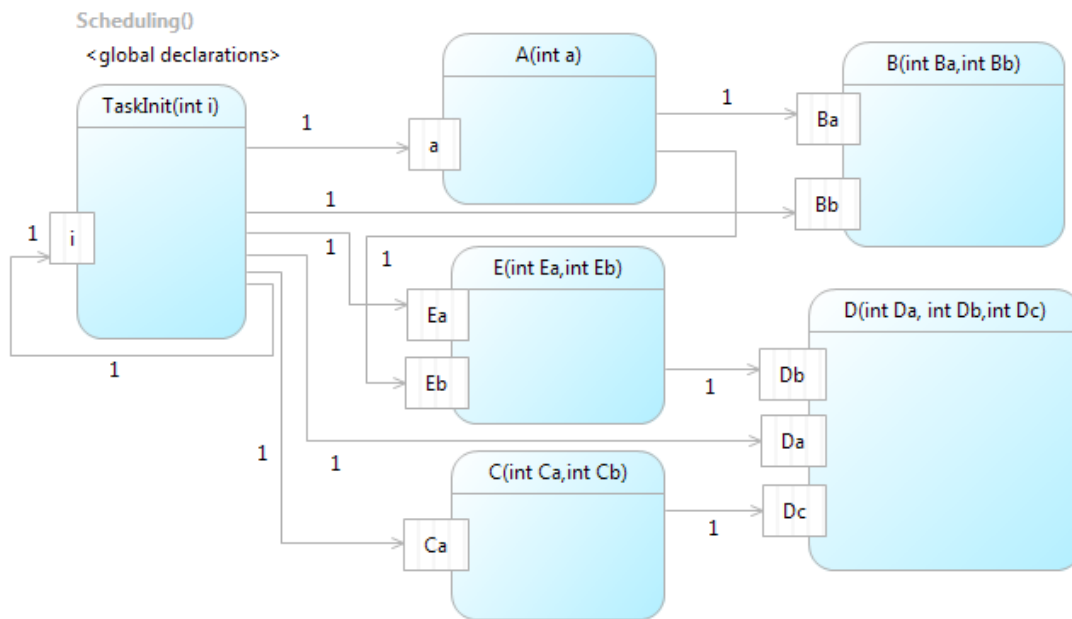 Scheduling()
<global declarations>
TaskInit(int i)
i
1
1
1
1
1
1
1
A(int a)
a
1
1
B(int Ba,int Bb)
Ba
Bb
E(int Ea,int Eb)
Ea
Eb
1
C(int Ca,int Cb)
Ca
1
D(int Da, int Db,int Dc)
Db
Da
Dc